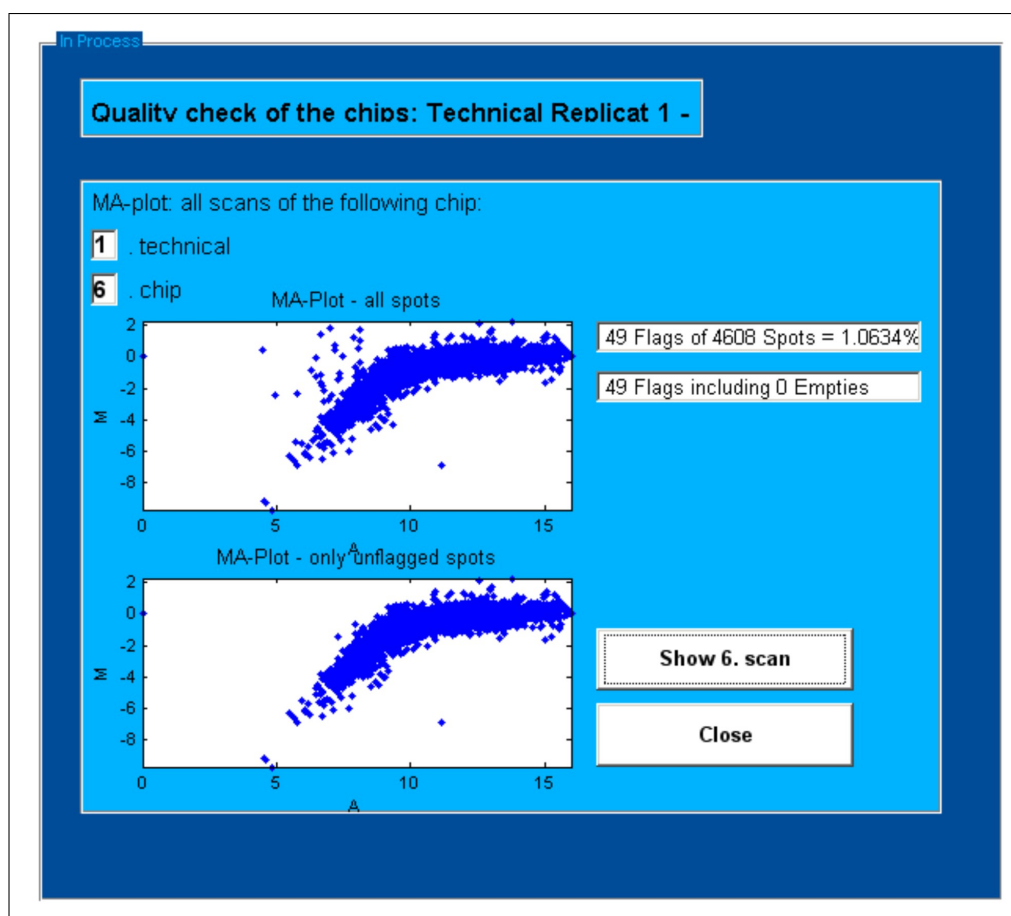 In Process
Quality check of the chips: Technical Replicat 1 -
MA-plot: all scans of the following chip:
1 . technical
6 . chip
MA-Plot - all spots
2
0
-2
-4
-6
-8
M
0 5 10 15
A
49 Flags of 4608 Spots = 1.0634%
49 Flags including 0 Empties
MA-Plot - only unflagged spots
2
0
-2
-4
-6
-8
M
0 5 10 15
A
Show 6. scan
Close